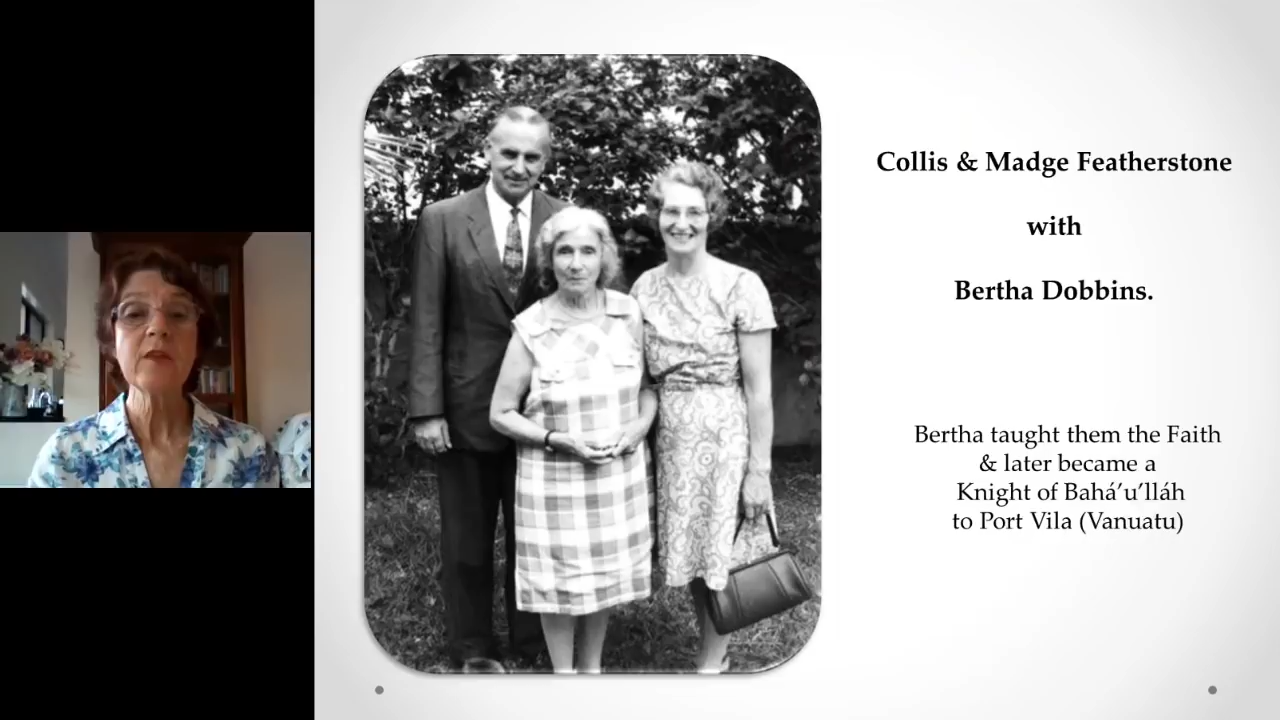 Collis & Madge Featherstone
with
Bertha Dobbins.
Bertha taught them the Faith
& later became a
Knight of Bahá’u’lláh
to Port Vila (Vanuatu)